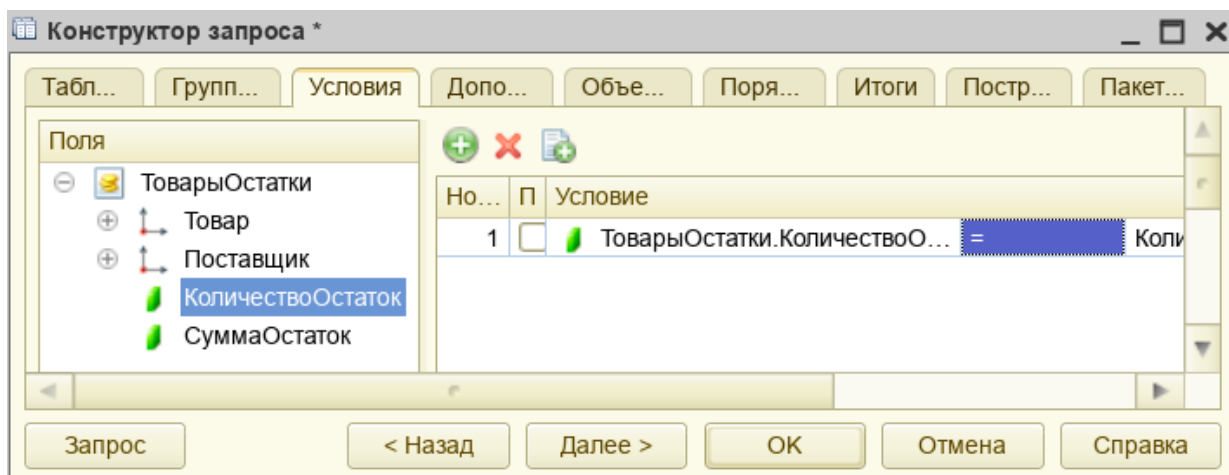 Конструктор запроса *
Табл... Групп... Условия Допо... Объе... Поря... Итоги Постр... Пакет...
Поля
ТоварыОстатки
Товар
Поставщик
КоличествоОстаток
СуммаОстаток
Но... П Условие
1 ТоварыОстатки.КоличествоО... = Коли
Запрос < Назад Далее > OK Отмена Справка